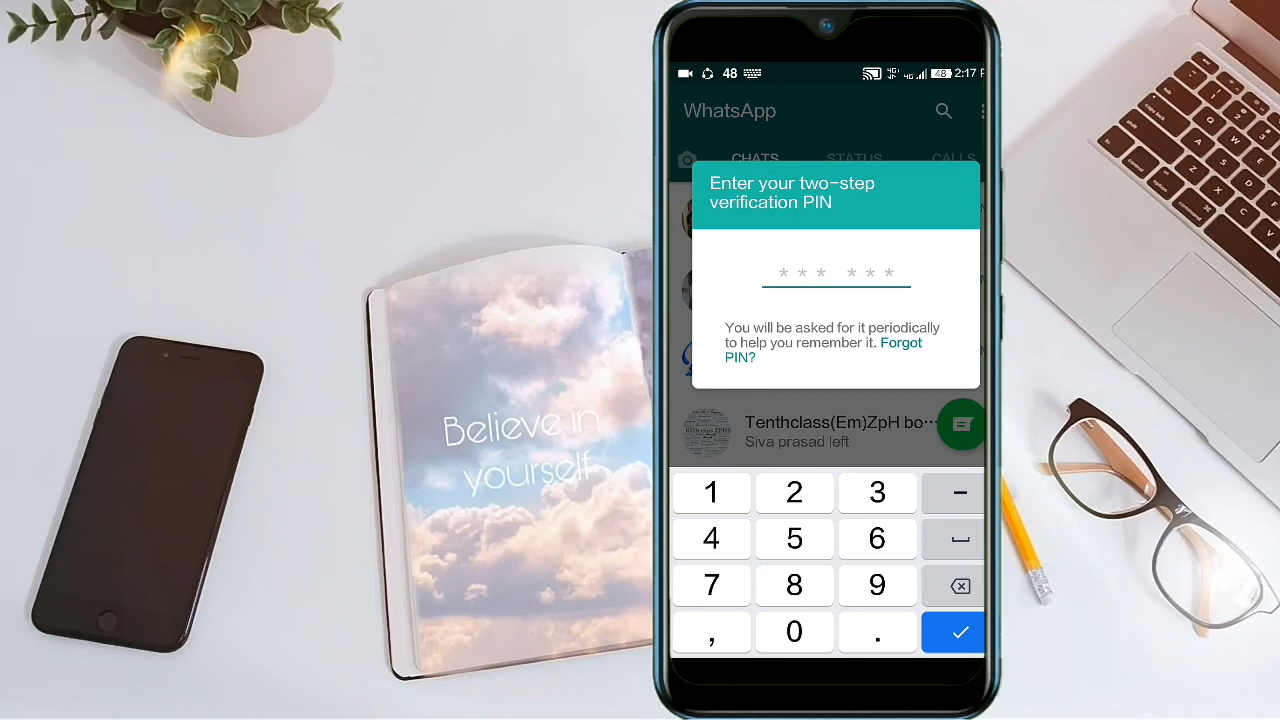 Believe in
yourself
48 48 2:17
WhatsApp
CHATS STATUS CALLS
Enter your two-step
verification PIN
* * * * * *
You will be asked for it periodically
to help you remember it. Forgot
PIN?
Tenthclass(Em)ZpH bo...
Siva prasad left
1 2 3 -
4 5 6
7 8 9
, 0 .